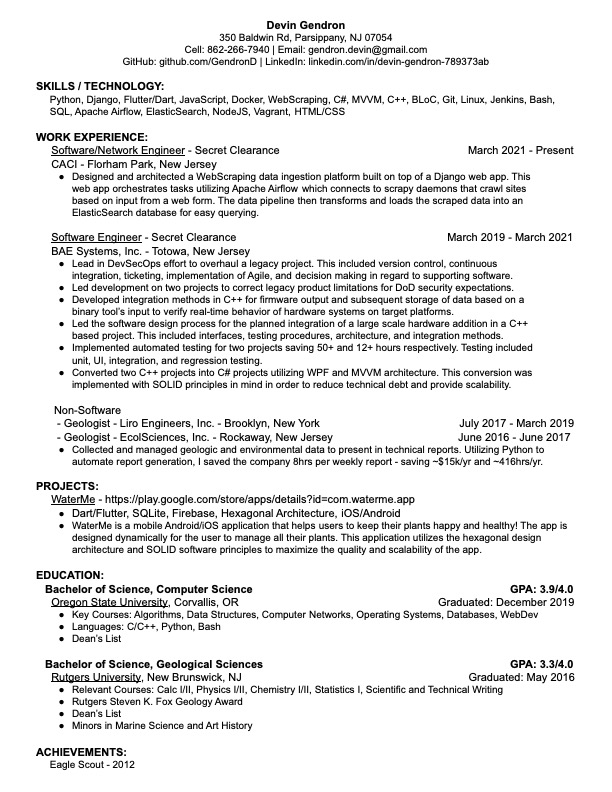 Devin Gendron
350 Baldwin Rd, Parsippany, NJ 07054
Cell: 862-266-7940 | Email: gendron.devin@gmail.com
GitHub: github.com/GendronD | LinkedIn: linkedin.com/in/devin-gendron-789373ab
SKILLS / TECHNOLOGY:
Python, Django, Flutter/Dart, JavaScript, Docker, WebScraping, C#, MVVM, C++, BLoC, Git, Linux, Jenkins, Bash,
SQL, Apache Airflow, ElasticSearch, NodeJS, Vagrant, HTML/CSS
WORK EXPERIENCE:
Software/Network Engineer - Secret Clearance March 2021 - Present
CACI - Florham Park, New Jersey
● Designed and architected a WebScraping data ingestion platform built on top of a Django web app. This
web app orchestrates tasks utilizing Apache Airflow which connects to scrapy daemons that crawl sites
based on input from a web form. The data pipeline then transforms and loads the scraped data into an
ElasticSearch database for easy querying.
Software Engineer - Secret Clearance March 2019 - March 2021
BAE Systems, Inc. - Totowa, New Jersey
● Lead in DevSecOps effort to overhaul a legacy project. This included version control, continuous
integration, ticketing, implementation of Agile, and decision making in regard to supporting software.
● Led development on two projects to correct legacy product limitations for DoD security expectations.
● Developed integration methods in C++ for firmware output and subsequent storage of data based on a
binary tool's input to verify real-time behavior of hardware systems on target platforms.
● Led the software design process for the planned integration of a large scale hardware addition in a C++
based project. This included interfaces, testing procedures, architecture, and integration methods.
● Implemented automated testing for two projects saving 50+ and 12+ hours respectively. Testing included
unit, UI, integration, and regression testing.
● Converted two C++ projects into C# projects utilizing WPF and MVVM architecture. This conversion was
implemented with SOLID principles in mind in order to reduce technical debt and provide scalability.
Non-Software
- Geologist - Liro Engineers, Inc. - Brooklyn, New York July 2017 - March 2019
- Geologist - EcolSciences, Inc. - Rockaway, New Jersey June 2016 - June 2017
● Collected and managed geologic and environmental data to present in technical reports. Utilizing Python to
automate report generation, I saved the company 8hrs per weekly report - saving ~$15k/yr and ~416hrs/yr.
PROJECTS:
WaterMe - https://play.google.com/store/apps/details?id=com.waterme.app
● Dart/Flutter, SQLite, Firebase, Hexagonal Architecture, iOS/Android
● WaterMe is a mobile Android/iOS application that helps users to keep their plants happy and healthy! The app is
designed dynamically for the user to manage all their plants. This application utilizes the hexagonal design
architecture and SOLID software principles to maximize the quality and scalability of the app.
EDUCATION:
Bachelor of Science, Computer Science GPA: 3.9/4.0
Oregon State University, Corvallis, OR Graduated: December 2019
● Key Courses: Algorithms, Data Structures, Computer Networks, Operating Systems, Databases, WebDev
● Languages: C/C++, Python, Bash
● Dean's List
Bachelor of Science, Geological Sciences GPA: 3.3/4.0
Rutgers University, New Brunswick, NJ Graduated: May 2016
● Relevant Courses: Calc I/II, Physics I/II, Chemistry I/II, Statistics I, Scientific and Technical Writing
● Rutgers Steven K. Fox Geology Award
● Dean's List
● Minors in Marine Science and Art History
ACHIEVEMENTS:
Eagle Scout - 2012